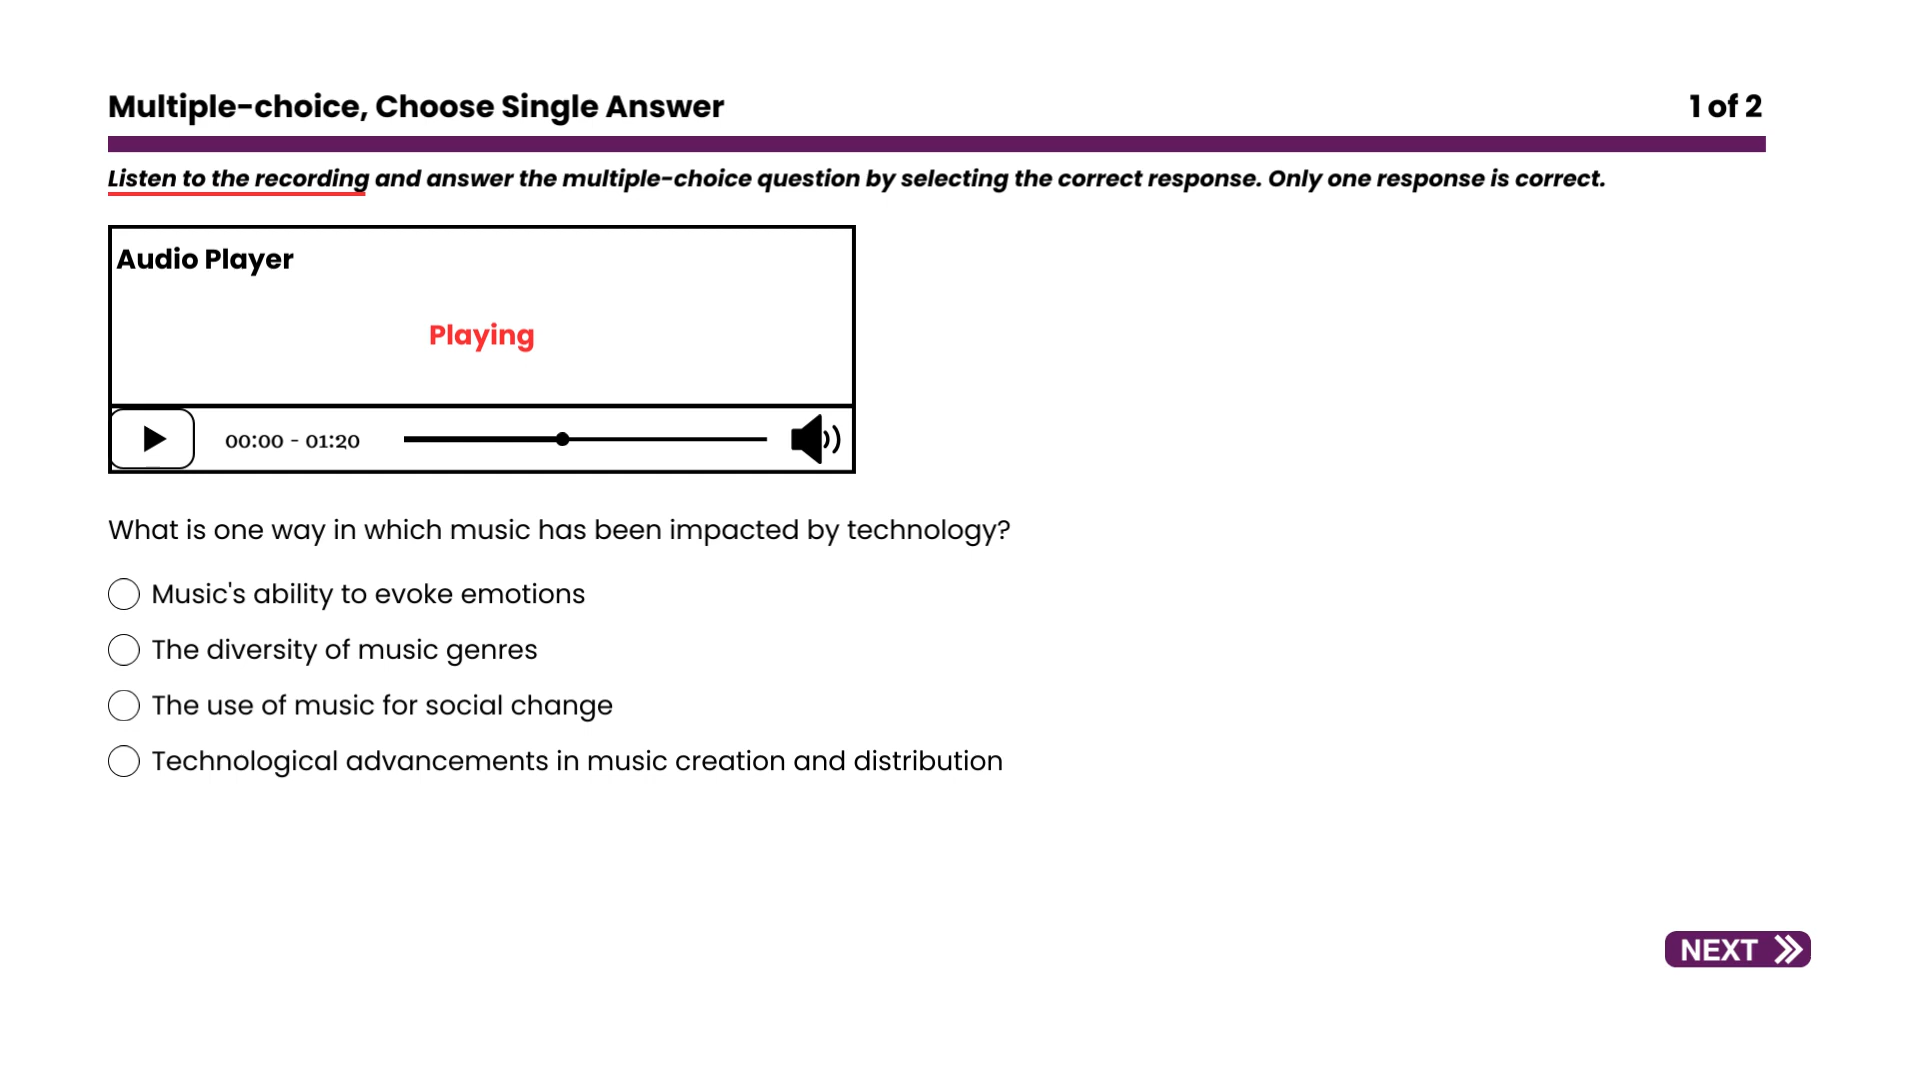 Multiple-choice, Choose Single Answer
1 of 2
Listen to the recording and answer the multiple-choice question by selecting the correct response. Only one response is correct.
Audio Player
Playing
00:00 - 01:20
What is one way in which music has been impacted by technology?
Music's ability to evoke emotions
The diversity of music genres
The use of music for social change
Technological advancements in music creation and distribution
NEXT